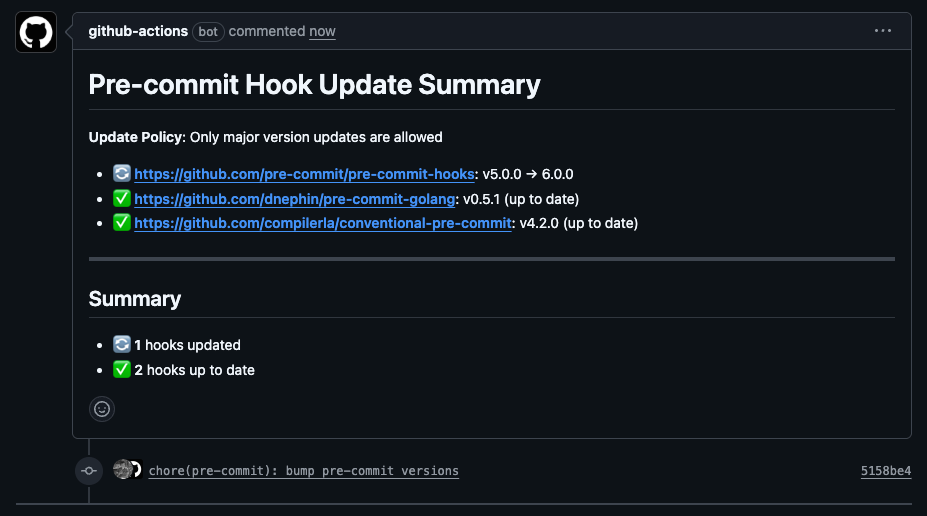 github-actions bot commented now
Pre-commit Hook Update Summary
Update Policy: Only major version updates are allowed
https://github.com/pre-commit/pre-commit-hooks: v5.0.0 → 6.0.0
https://github.com/dnephin/pre-commit-golang: v0.5.1 (up to date)
https://github.com/compilerla/conventional-pre-commit: v4.2.0 (up to date)
Summary
1 hooks updated
2 hooks up to date
chore(pre-commit): bump pre-commit versions 5158be4